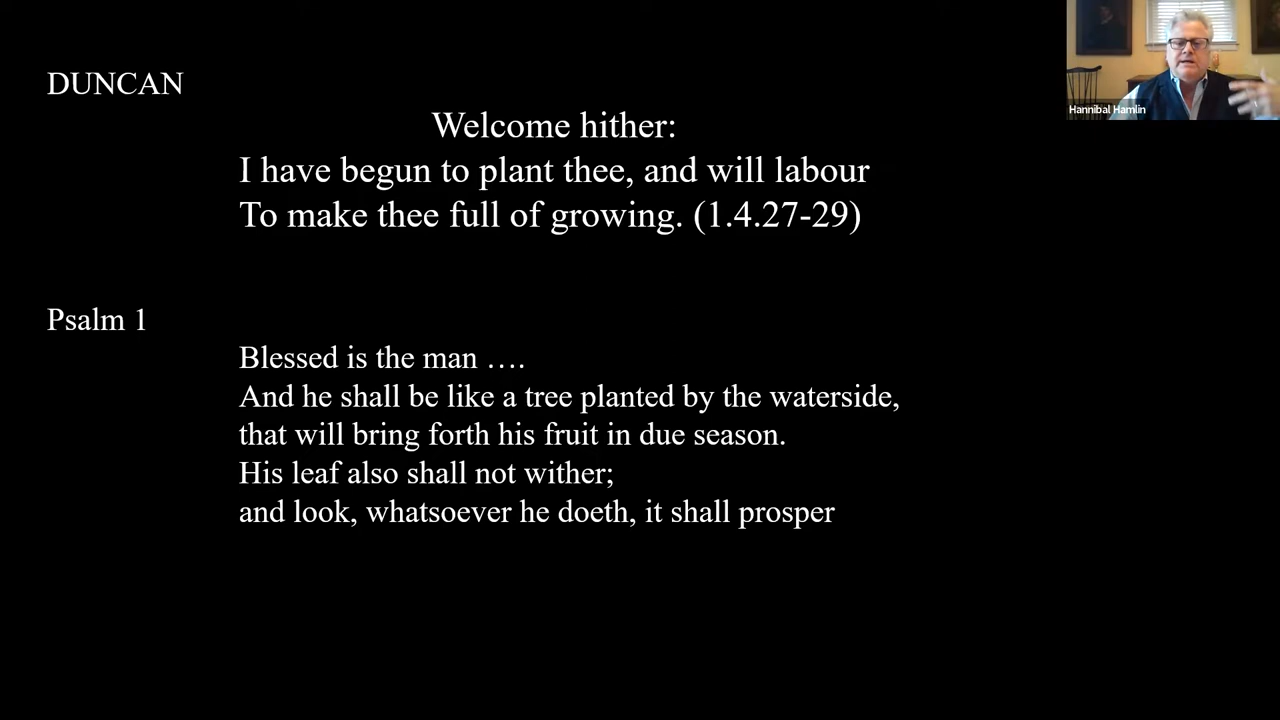 DUNCAN
Welcome hither:
I have begun to plant thee, and will labour
To make thee full of growing. (1.4.27-29)
Psalm 1
Blessed is the man ….
And he shall be like a tree planted by the waterside,
that will bring forth his fruit in due season.
His leaf also shall not wither;
and look, whatsoever he doeth, it shall prosper
Hannibal Hamlin